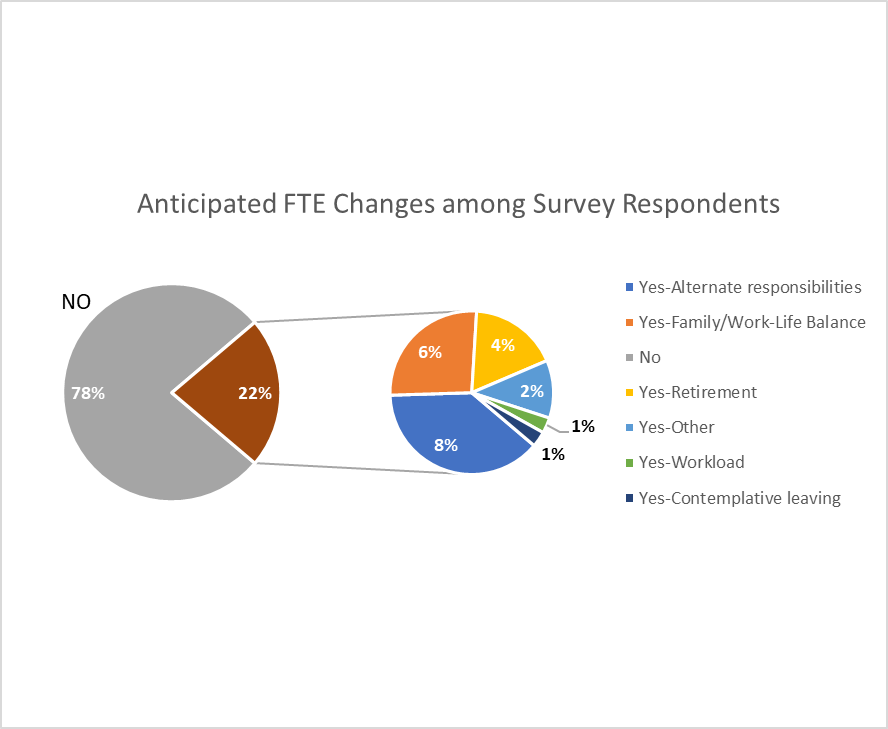 Anticipated FTE Changes among Survey Respondents
NO
78%
22%
6%
4%
2%
8%
1%
1%
Yes-Alternate responsibilities
Yes-Family/Work-Life Balance
No
Yes-Retirement
Yes-Other
Yes-Workload
Yes-Contemplative leaving